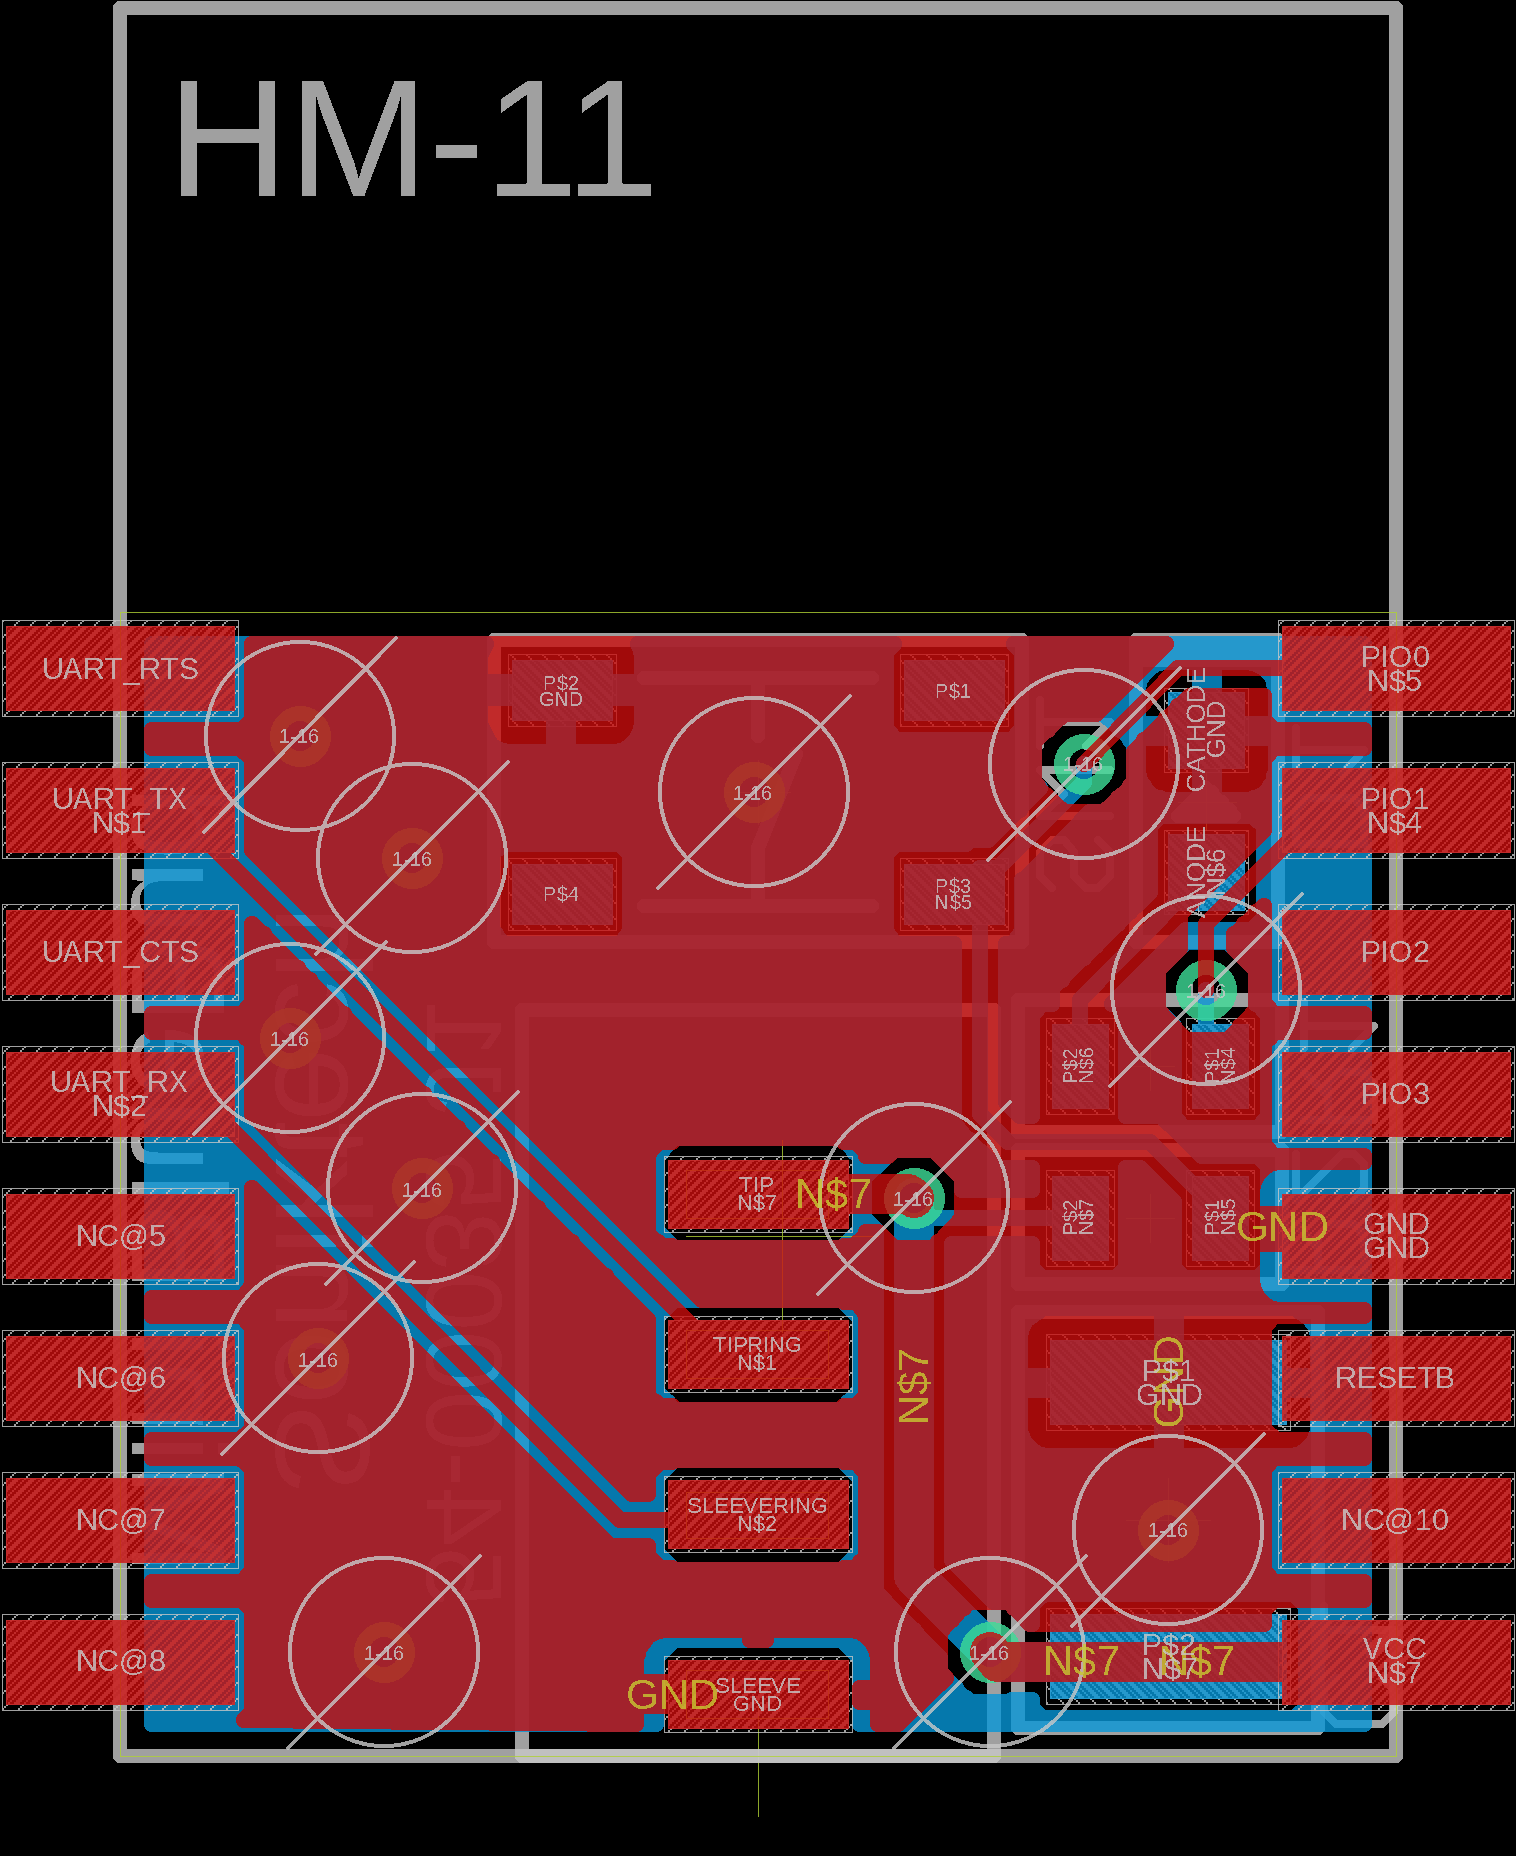 HM-11
UART_RTS
P$2
GND
P$1
CATHODE
GND
PIO0
N$5
1-16
1-16
1-16
UART_TX
N$1
PIO1
N$4
1-16
P$4
P$3
N$5
ANODE
N$6
UART_CTS
PIO2
1-16
1-16
UART_RX
N$2
P$2
N$6
P$1
N$4
PIO3
1-16
TIP
N$7
N$7
1-16
P$2
N$7
P$1
N$5
GND
GND
GND
NC@5
TIPRING
N$1
1-16
NC@6
N$7
P$1
GND
GND
RESETB
SLEEVERING
N$2
NC@7
1-16
NC@10
NC@8
1-16
1-16
N$7
P$2
N$7
N$7
VCC
N$7
GND
SLEEVE
GND